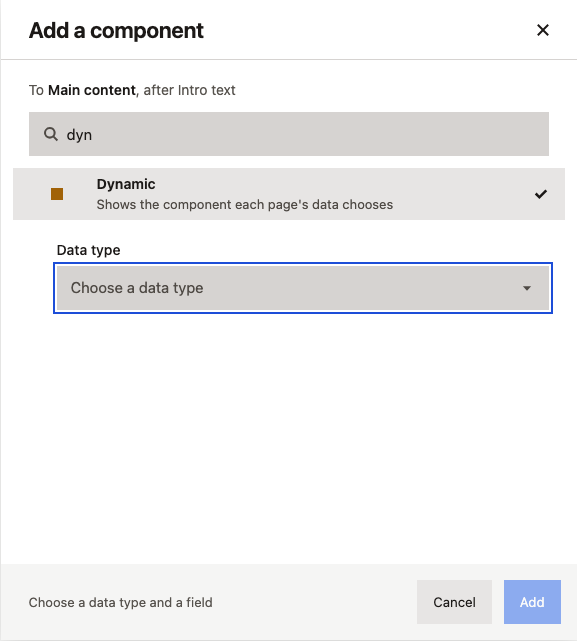 Add a component
To Main content, after Intro text
dyn
Dynamic
Shows the component each page's data chooses
Data type
Choose a data type
Choose a data type and a field
Cancel
Add